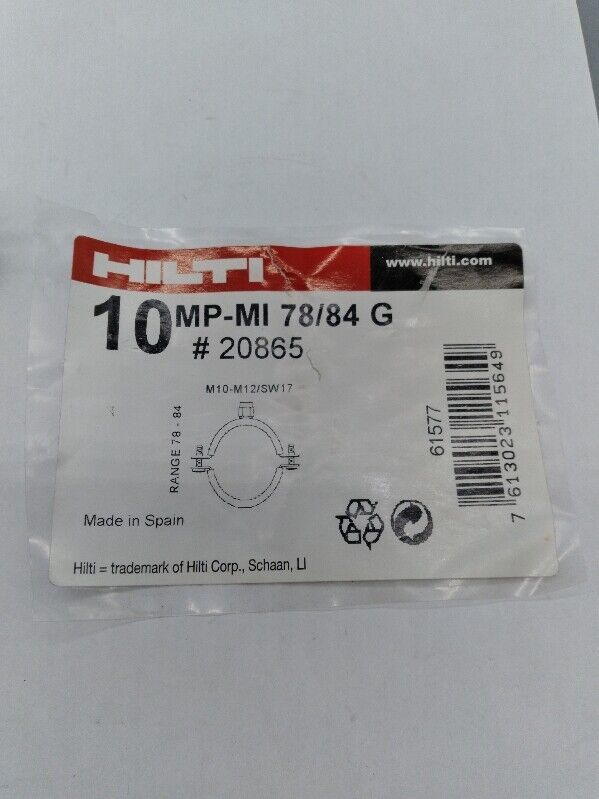 HILTI
www.hilti.com
10 MP-MI 78/84 G
# 20865
M10-M12/SW17
RANGE 78 - 84
61577
7 613023 115649
Made in Spain
Hilti = trademark of Hilti Corp., Schaan, LI